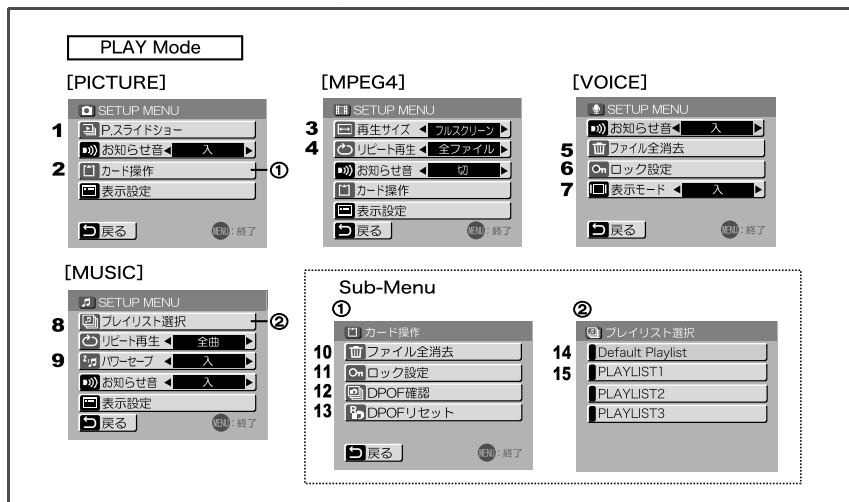 PLAY Mode
[PICTURE]
SETUP MENU
1 P.スライドショー
お知らせ音 入
2 カード操作 ①
表示設定
戻る MENU:終了
[MPEG4]
SETUP MENU
3 再生サイズ フルスクリーン
4 リピート再生 全ファイル
お知らせ音 切
カード操作
表示設定
戻る MENU:終了
[VOICE]
SETUP MENU
お知らせ音 入
5 ファイル全消去
6 ロック設定
7 表示モード 入
戻る MENU:終了
[MUSIC]
SETUP MENU
8 プレイリスト選択 ②
リピート再生 全曲
9 パワーセーブ 入
お知らせ音 入
表示設定
戻る MENU:終了
Sub-Menu
①
カード操作
10 ファイル全消去
11 ロック設定
12 DPOF確認
13 DPOFリセット
戻る MENU:終了
②
プレイリスト選択
14 Default Playlist
15 PLAYLIST1
PLAYLIST2
PLAYLIST3